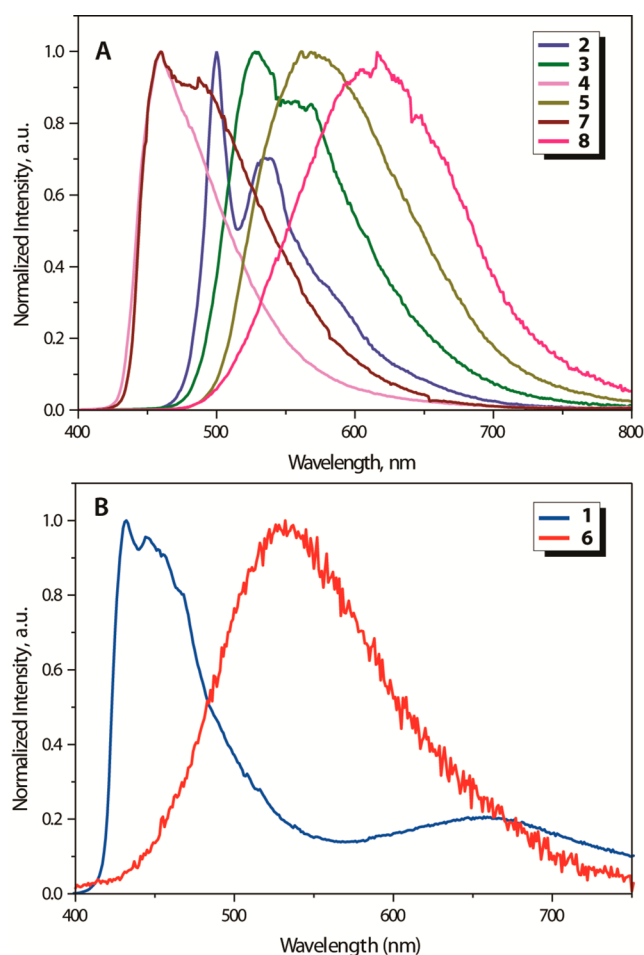 A
2
3
4
5
7
8
Normalized Intensity, a.u.
1.0
0.8
0.6
0.4
0.2
0.0
400 500 600 700 800
Wavelength, nm
B
1
6
Normalized Intensity, a.u.
1.0
0.8
0.6
0.4
0.2
0.0
400 500 600 700
Wavelength (nm)